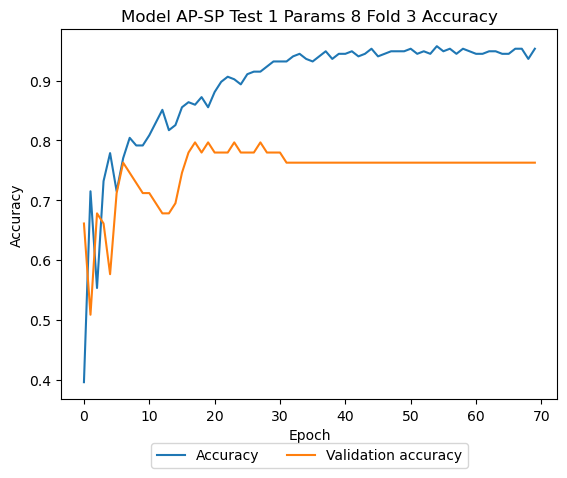 Model AP-SP Test 1 Params 8 Fold 3 Accuracy
Accuracy
0.9
0.8
0.7
0.6
0.5
0.4
0 10 20 30 40 50 60 70
Epoch
Accuracy Validation accuracy